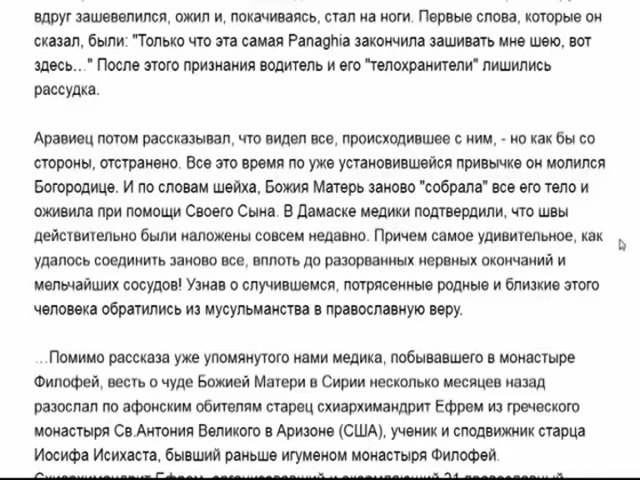 вдруг зашевелился, ожил и, покачиваясь, стал на ноги. Первые слова, которые он
сказал, были: "Только что эта самая Panaghia закончила зашивать мне шею, вот
здесь…" После этого признания водитель и его "телохранители" лишились
рассудка.
Аравиец потом рассказывал, что видел все, происходившее с ним, - но как бы со
стороны, отстранено. Все это время по уже установившейся привычке он молился
Богородице. И по словам шейха, Божия Матерь заново "собрала" все его тело и
оживила при помощи Своего Сына. В Дамаске медики подтвердили, что швы
действительно были наложены совсем недавно. Причем самое удивительное, как
удалось соединить заново все, вплоть до разорванных нервных окончаний и
мельчайших сосудов! Узнав о случившемся, потрясенные родные и близкие этого
человека обратились из мусульманства в православную веру.
…Помимо рассказа уже упомянутого нами медика, побывавшего в монастыре
Филофей, весть о чуде Божией Матери в Сирии несколько месяцев назад
разослал по афонским обителям старец схиархимандрит Ефрем из греческого
монастыря Св.Антония Великого в Аризоне (США), ученик и сподвижник старца
Иосифа Исихаста, бывший раньше игуменом монастыря Филофей.
Схиархимандрит Ефрем, организовавший и окормляющий 21 православный